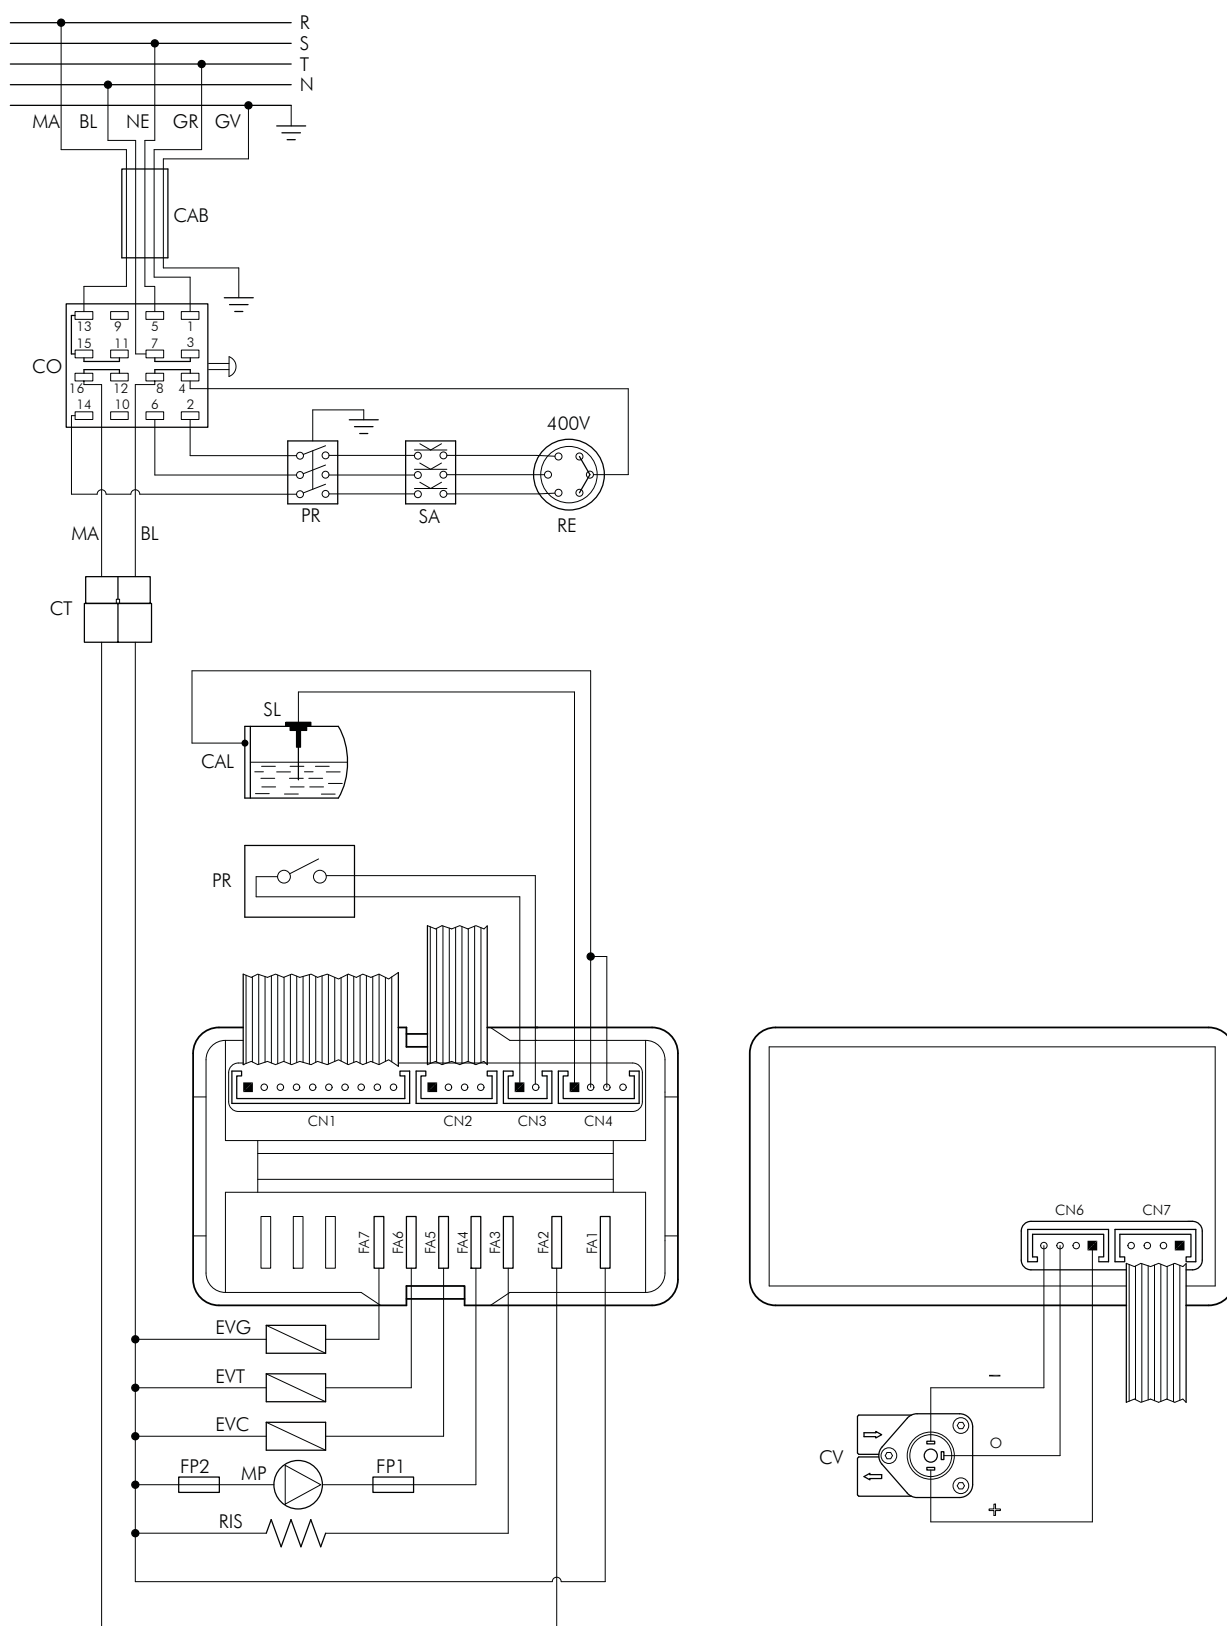 R
S
T
N
MA BL NE GR GV
CAB
13 9 5 1
15 11 7 3
CO
16 12 8 4
14 10 6 2
400V
PR SA RE
MA BL
CT
SL
CAL
PR
CN1 CN2 CN3 CN4
FA7 FA6 FA5 FA4 FA3 FA2 FA1
CN6 CN7
EVG
EVT
EVC
FP2 MP FP1
RIS
−
CV
O
+